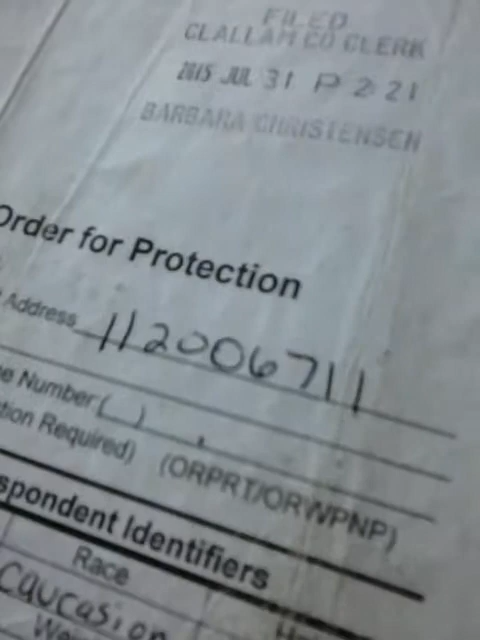 FILED
CLALLAM CO CLERK
2015 JUL 31 P 2:21
BARBARA CHRISTENSEN
Order for Protection
Address 112006711
Number ( )
tion Required) (ORPRT/ORWPNP)
spondent Identifiers
Race
Caucasion